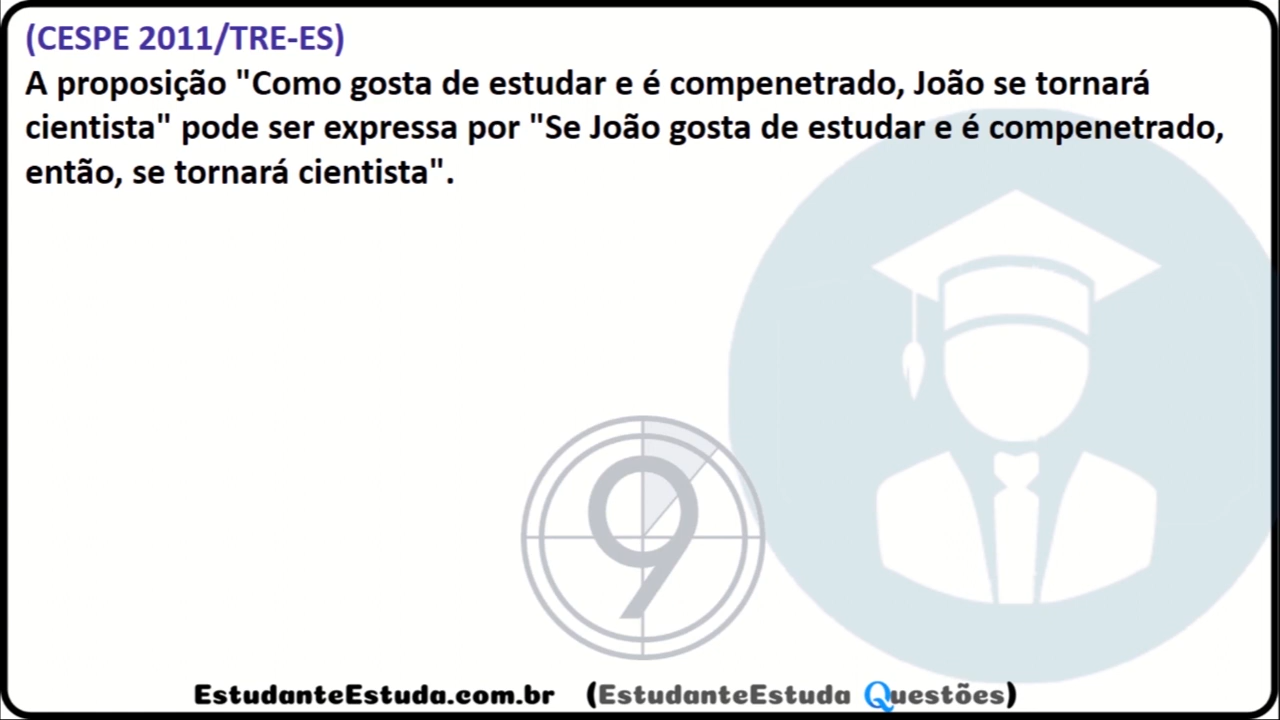 (CESPE 2011/TRE-ES)
A proposição "Como gosta de estudar e é compenetrado, João se tornará
cientista" pode ser expressa por "Se João gosta de estudar e é compenetrado,
então, se tornará cientista".
9
EstudanteEstuda.com.br (EstudanteEstuda Questões)